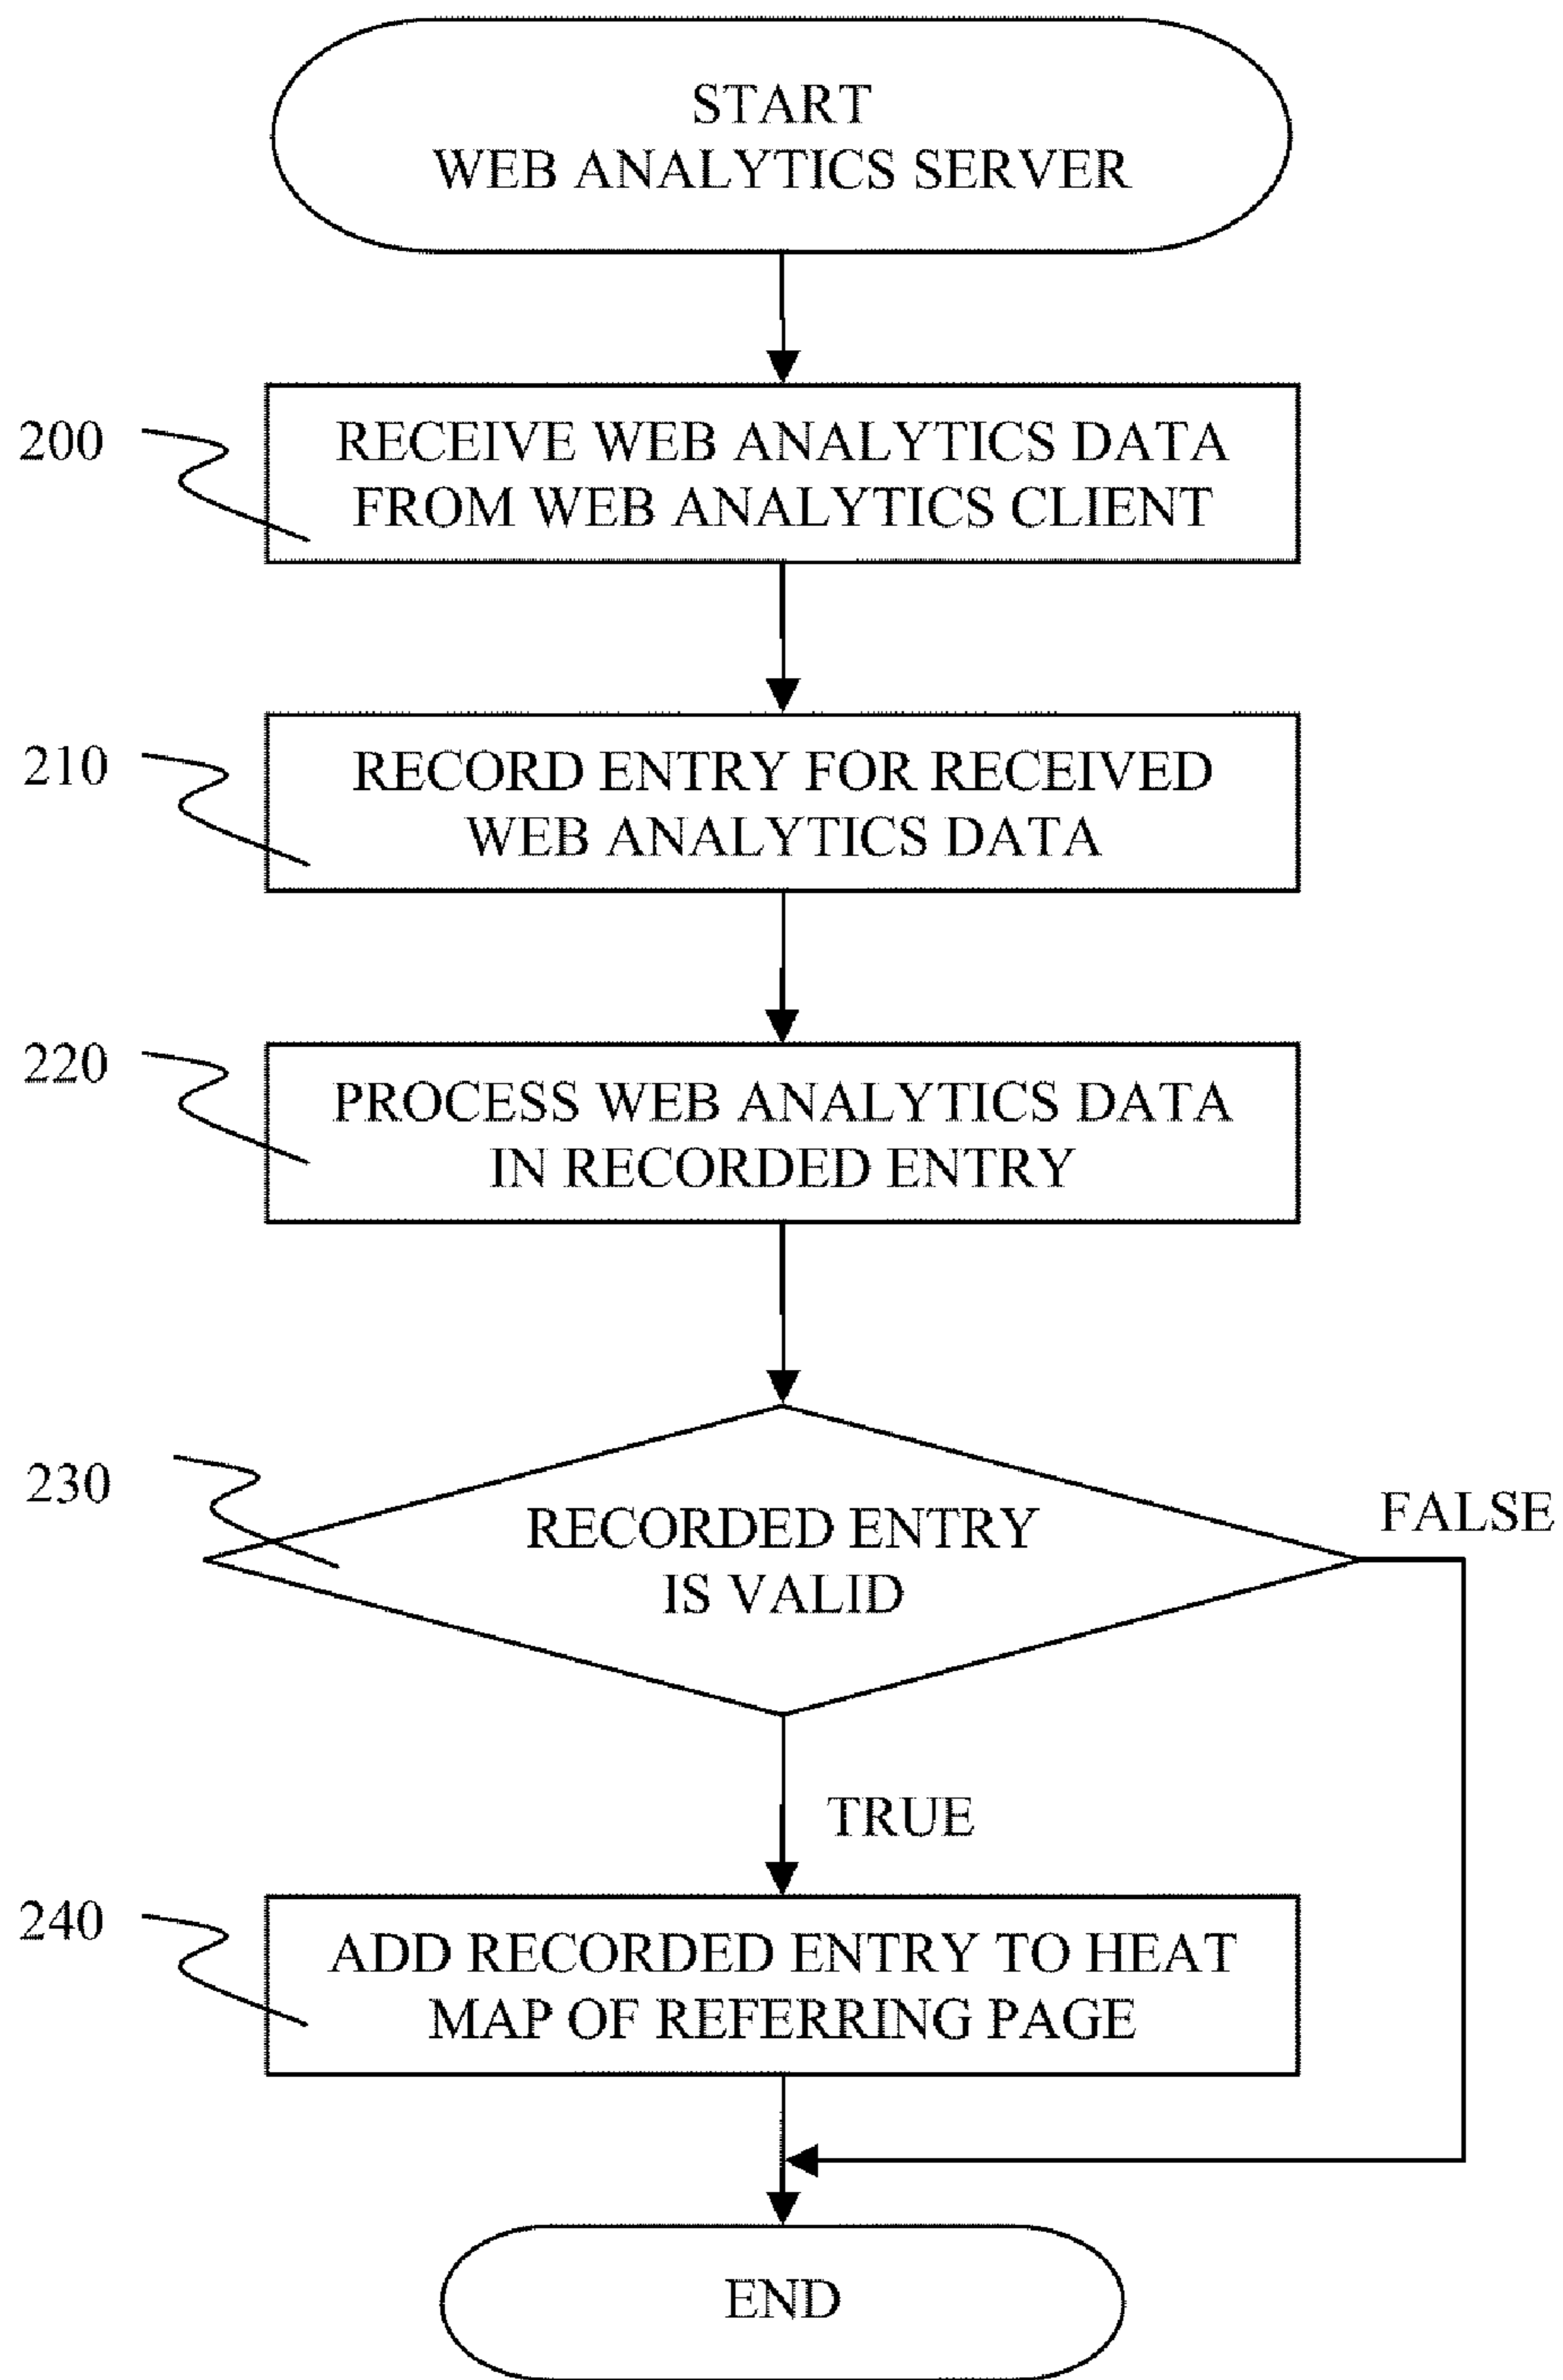 START
WEB ANALYTICS SERVER
200
RECEIVE WEB ANALYTICS DATA
FROM WEB ANALYTICS CLIENT
210
RECORD ENTRY FOR RECEIVED
WEB ANALYTICS DATA
220
PROCESS WEB ANALYTICS DATA
IN RECORDED ENTRY
230
RECORDED ENTRY
IS VALID
FALSE
TRUE
240
ADD RECORDED ENTRY TO HEAT
MAP OF REFERRING PAGE
END